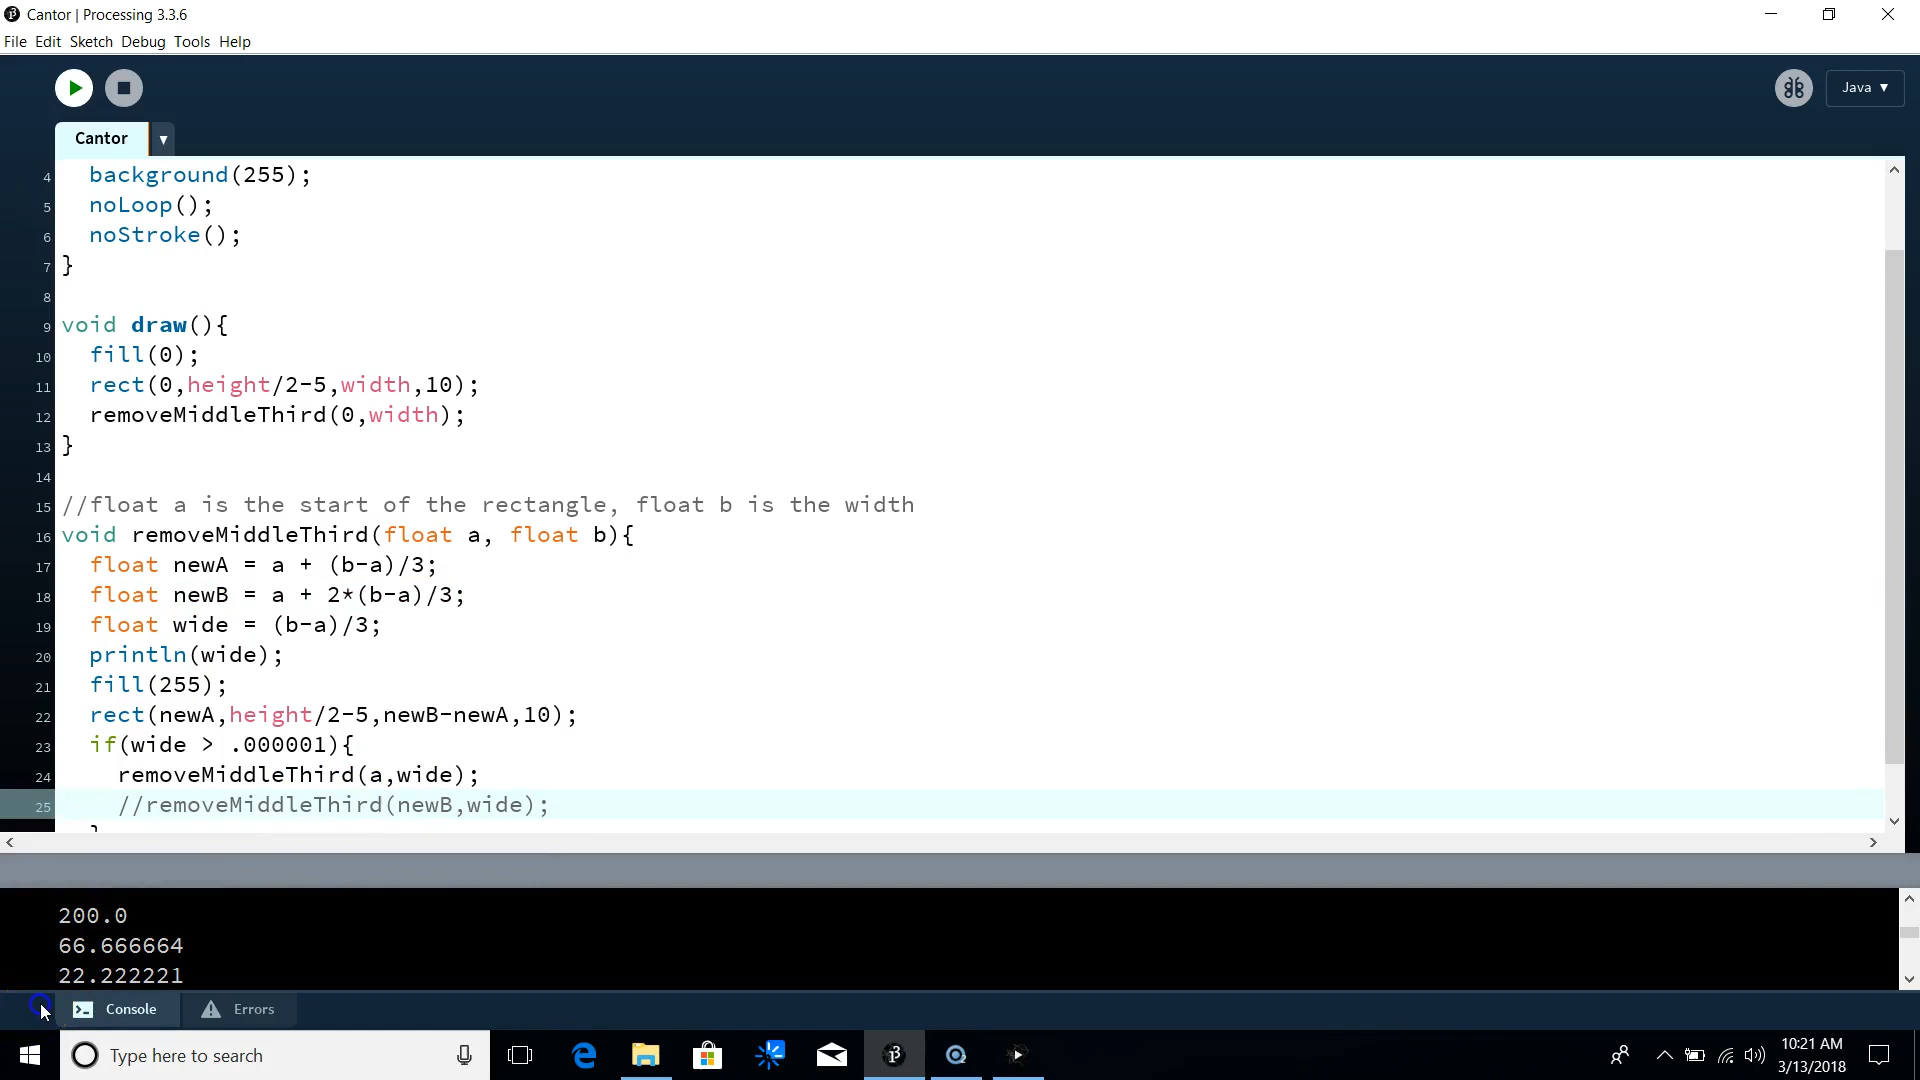 Cantor | Processing 3.3.6
File Edit Sketch Debug Tools Help
Java ▼
Cantor ▼
4 background(255);
5 noLoop();
6 noStroke();
7 }
8
9 void draw(){
10 fill(0);
11 rect(0,height/2-5,width,10);
12 removeMiddleThird(0,width);
13 }
14
15 //float a is the start of the rectangle, float b is the width
16 void removeMiddleThird(float a, float b){
17 float newA = a + (b-a)/3;
18 float newB = a + 2*(b-a)/3;
19 float wide = (b-a)/3;
20 println(wide);
21 fill(255);
22 rect(newA,height/2-5,newB-newA,10);
23 if(wide > .000001){
24 removeMiddleThird(a,wide);
25 //removeMiddleThird(newB,wide);
}
200.0
66.666664
22.222221
Console Errors
Type here to search
10:21 AM
3/13/2018